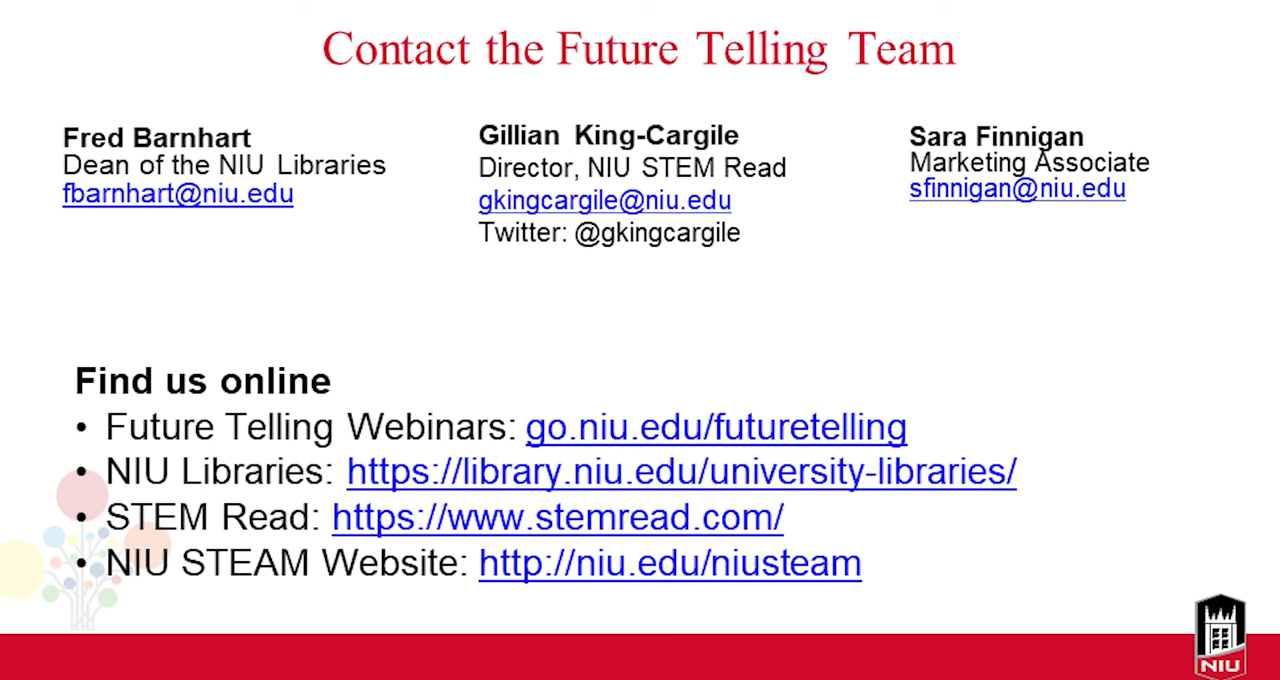 Contact the Future Telling Team
Fred Barnhart
Dean of the NIU Libraries
fbarnhart@niu.edu
Gillian King-Cargile
Director, NIU STEM Read
gkingcargile@niu.edu
Twitter: @gkingcargile
Sara Finnigan
Marketing Associate
sfinnigan@niu.edu
Find us online
• Future Telling Webinars: go.niu.edu/futuretelling
• NIU Libraries: https://library.niu.edu/university-libraries/
• STEM Read: https://www.stemread.com/
• NIU STEAM Website: http://niu.edu/niusteam
NIU